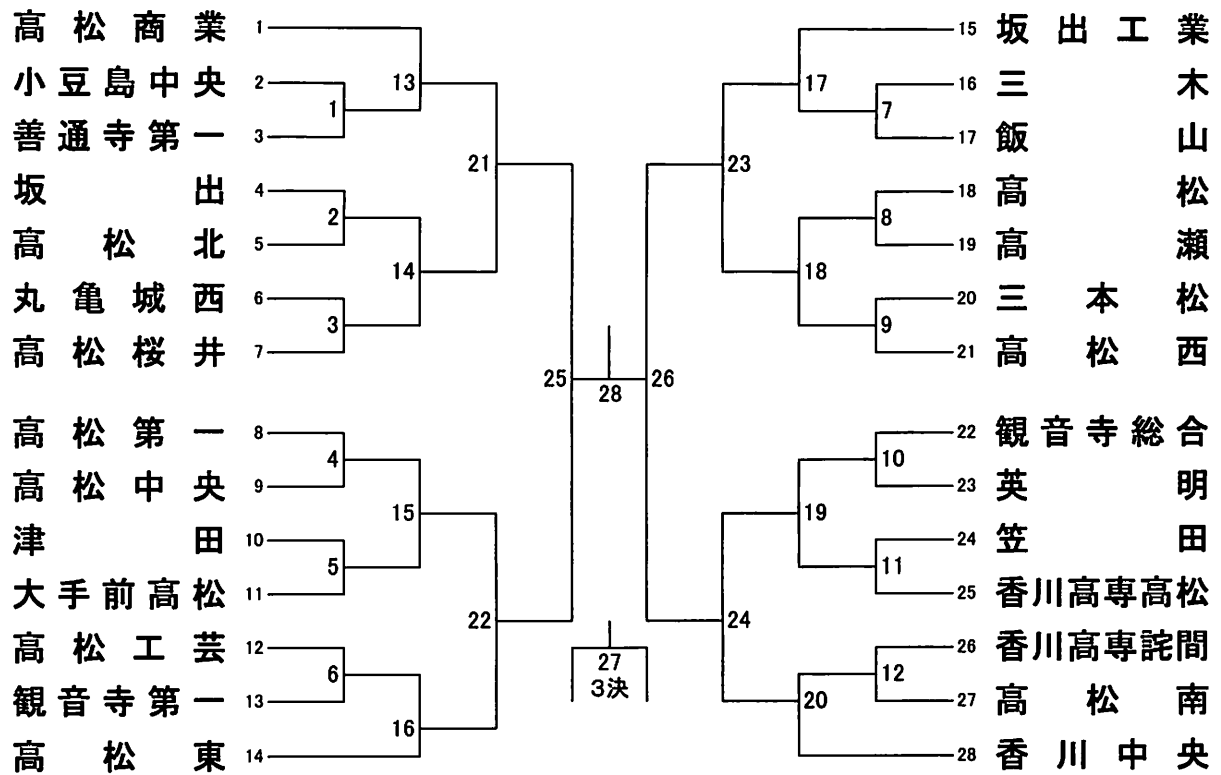 高松商業 1
小豆島中央 2
善通寺第一 3
坂出 4
高松北 5
丸亀城西 6
高松桜井 7
高松第一 8
高松中央 9
津田 10
大手前高松 11
高松工芸 12
観音寺第一 13
高松東 14
1
2
3
4
5
6
13
14
15
16
21
22
25
28
27
3決
26
23
24
17
18
19
20
7
8
9
10
11
12
15 坂出工業
16 三木
17 飯山
18 高松
19 高瀬
20 三本松
21 高松西
22 観音寺総合
23 英明
24 笠田
25 香川高専高松
26 香川高専詫間
27 高松南
28 香川中央